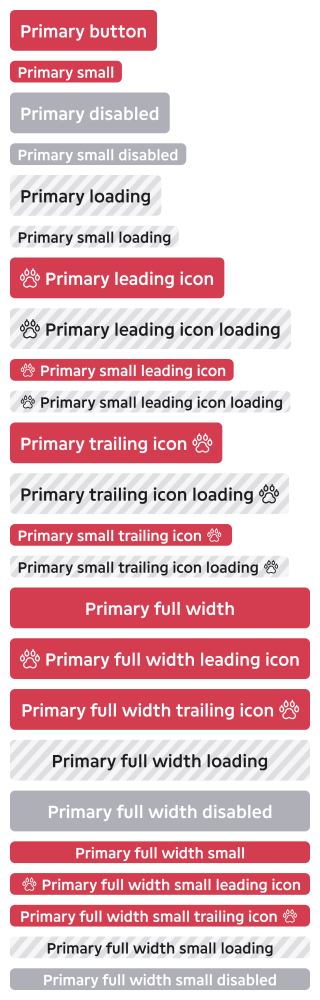 Primary button
Primary small
Primary disabled
Primary small disabled
Primary loading
Primary small loading
Primary leading icon
Primary leading icon loading
Primary small leading icon
Primary small leading icon loading
Primary trailing icon
Primary trailing icon loading
Primary small trailing icon
Primary small trailing icon loading
Primary full width
Primary full width leading icon
Primary full width trailing icon
Primary full width loading
Primary full width disabled
Primary full width small
Primary full width small leading icon
Primary full width small trailing icon
Primary full width small loading
Primary full width small disabled